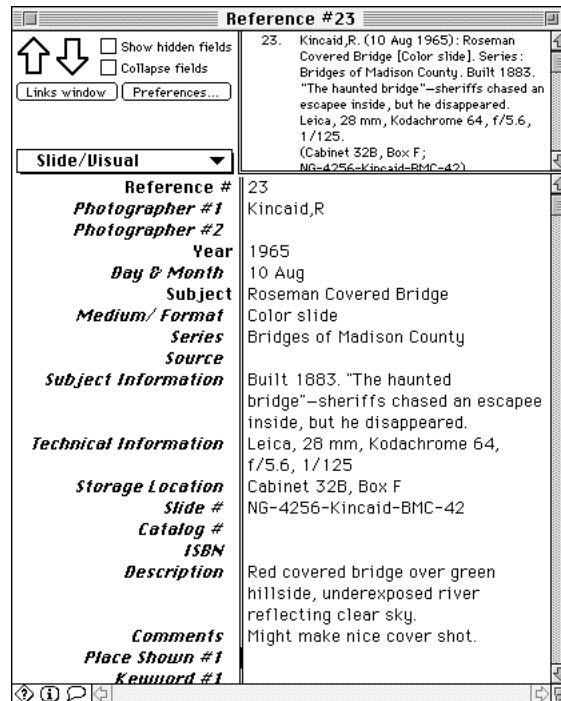 Reference #23
Show hidden fields
Collapse fields
Links window
Preferences...
Slide/Visual
23. Kincaid,R. (10 Aug 1965): Roseman
Covered Bridge [Color slide]. Series:
Bridges of Madison County. Built 1883.
"The haunted bridge"—sheriffs chased an
escapee inside, but he disappeared.
Leica, 28 mm, Kodachrome 64, f/5.6,
1/125.
(Cabinet 32B, Box F;
NG-4256-Kincaid-BMC-42)
Reference # 23
Photographer #1 Kincaid,R
Photographer #2
Year 1965
Day & Month 10 Aug
Subject Roseman Covered Bridge
Medium/Format Color slide
Series Bridges of Madison County
Source
Subject Information Built 1883. "The haunted
bridge"—sheriffs chased an escapee
inside, but he disappeared.
Technical Information Leica, 28 mm, Kodachrome 64,
f/5.6, 1/125
Storage Location Cabinet 32B, Box F
Slide # NG-4256-Kincaid-BMC-42
Catalog #
ISBN
Description Red covered bridge over green
hillside, underexposed river
reflecting clear sky.
Comments Might make nice cover shot.
Place Shown #1
Keyword #1